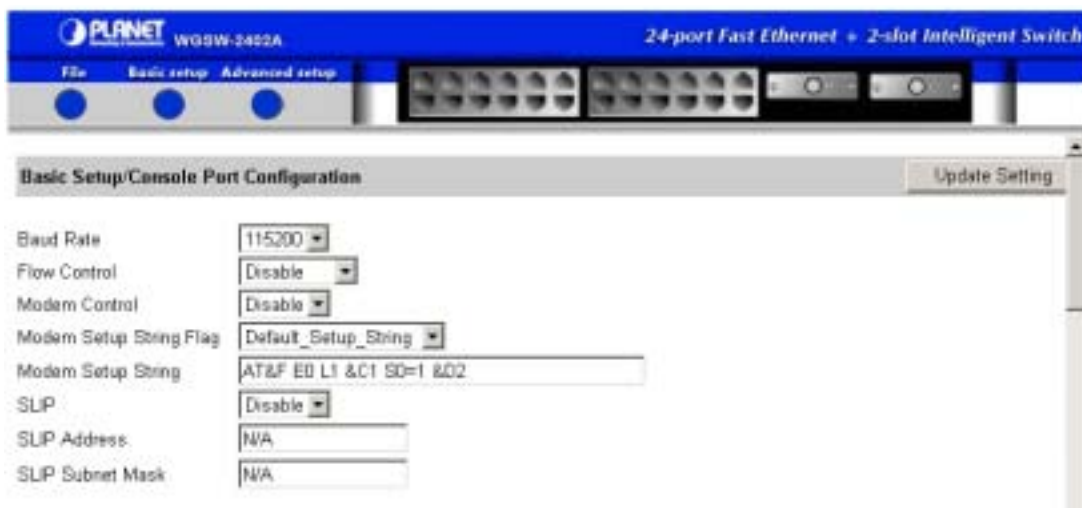 PLANET WGSW-2402A
24-port Fast Ethernet + 2-slot Intelligent Switch
File Basic setup Advanced setup
Basic Setup/Console Port Configuration Update Setting
Baud Rate 115200
Flow Control Disable
Modem Control Disable
Modem Setup String Flag Default_Setup_String
Modem Setup String AT&F E0 L1 &C1 S0=1 &D2
SLIP Disable
SLIP Address N/A
SLIP Subnet Mask N/A